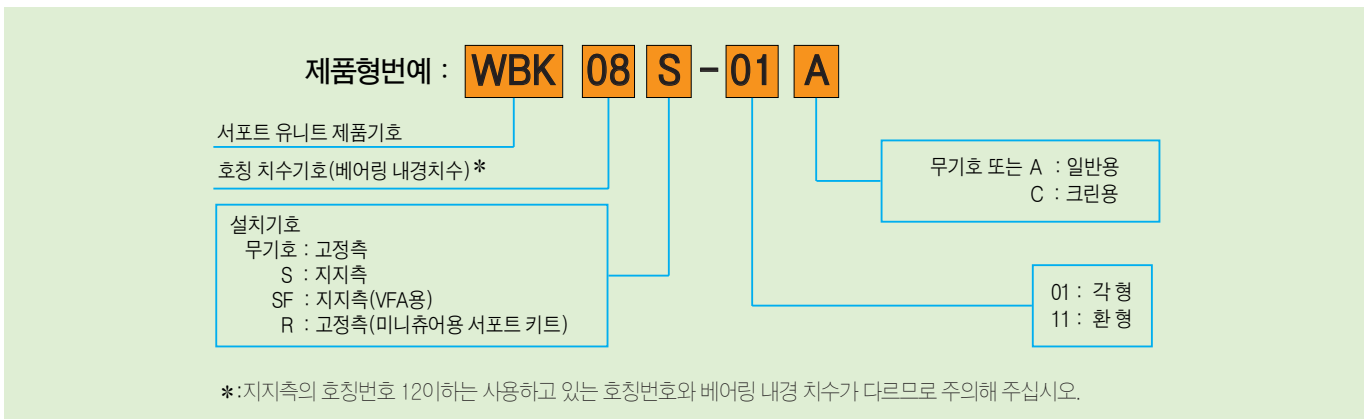 제품형번예 : WBK 08 S - 01 A
서포트 유니트 제품기호
호칭 치수기호(베어링 내경치수)*
무기호 또는 A : 일반용
C : 크린용
설치기호
무기호 : 고정측
S : 지지측
SF : 지지측(VFA용)
R : 고정측(미니츄어용 서포트 키트)
01 : 각 형
11 : 환 형
*:지지측의 호칭번호 12이하는 사용하고 있는 호칭번호와 베어링 내경 치수가 다르므로 주의해 주십시오.